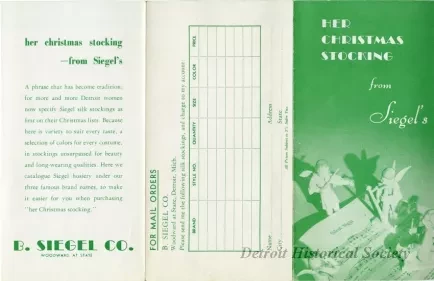 her christmas stocking
—from Siegel's
A phrase that has become tradition;
for more and more Detroit women
now specify Siegel silk stockings as
first on their Christmas lists. Because
here is variety to suit every taste, a
selection of colors for every costume,
in stockings unsurpassed for beauty
and long-wearing qualities. Here we
catalogue Siegel hosiery under our
three famous brand names, to make
it easier for you when purchasing
"her Christmas stocking."
B. SIEGEL CO.
WOODWARD AT STATE
FOR MAIL ORDERS
B. SIEGEL CO.
Woodward at State, Detroit, Mich.
Please send me the following silk stockings, and charge to my account
BRAND STYLE NO. QUANTITY SIZE COLOR PRICE
Name Address
City State
HER
CHRISTMAS
STOCKING
from
Siegel's
Detroit Historical Society